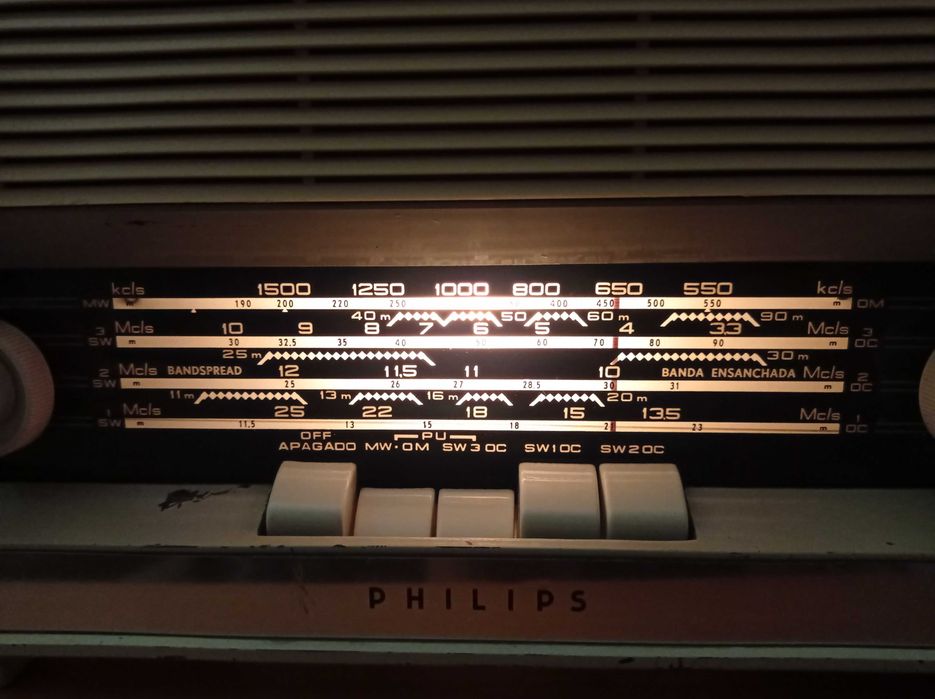 kc/s 1500 1250 1000 800 650 550 kc/s
MW m 190 200 220 250 400 450 500 550 m OM
40 m 50 60 m 90 m
3 Mc/s 10 9 8 7 6 5 4 3.3 Mc/s 3
SW m 30 32.5 35 40 50 60 70 80 90 m OC
25 m 30 m
2 Mc/s BANDSPREAD 12 11,5 11 10 BANDA ENSANCHADA Mc/s 2
SW m 25 26 27 28.5 30 31 m OC
11 m 13 m 16 m 20 m
1 Mc/s 25 22 18 15 13.5 Mc/s 1
SW m 11,5 13 15 18 21 23 m OC
OFF PU
APAGADO MW·OM SW3OC SW1OC SW2OC
PHILIPS